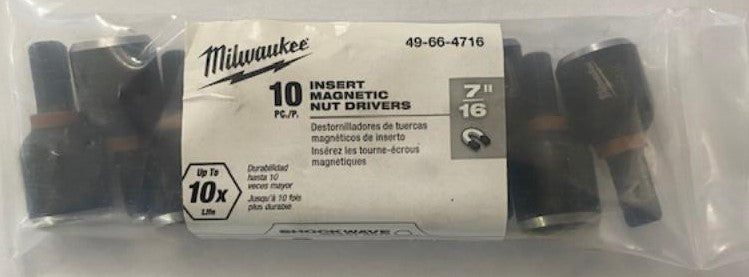 Milwaukee
49-66-4716
10
PC./P.
INSERT
MAGNETIC
NUT DRIVERS
7"
16
Destornilladores de tuercas
magnéticos de inserto
Insérez les tourne-écrous
magnétiques
Up To
10x
Life
Durabilidad
hasta 10
veces mayor
Jusqu'à 10 fois
plus durable
SHOCKWAVE
Milwaukee